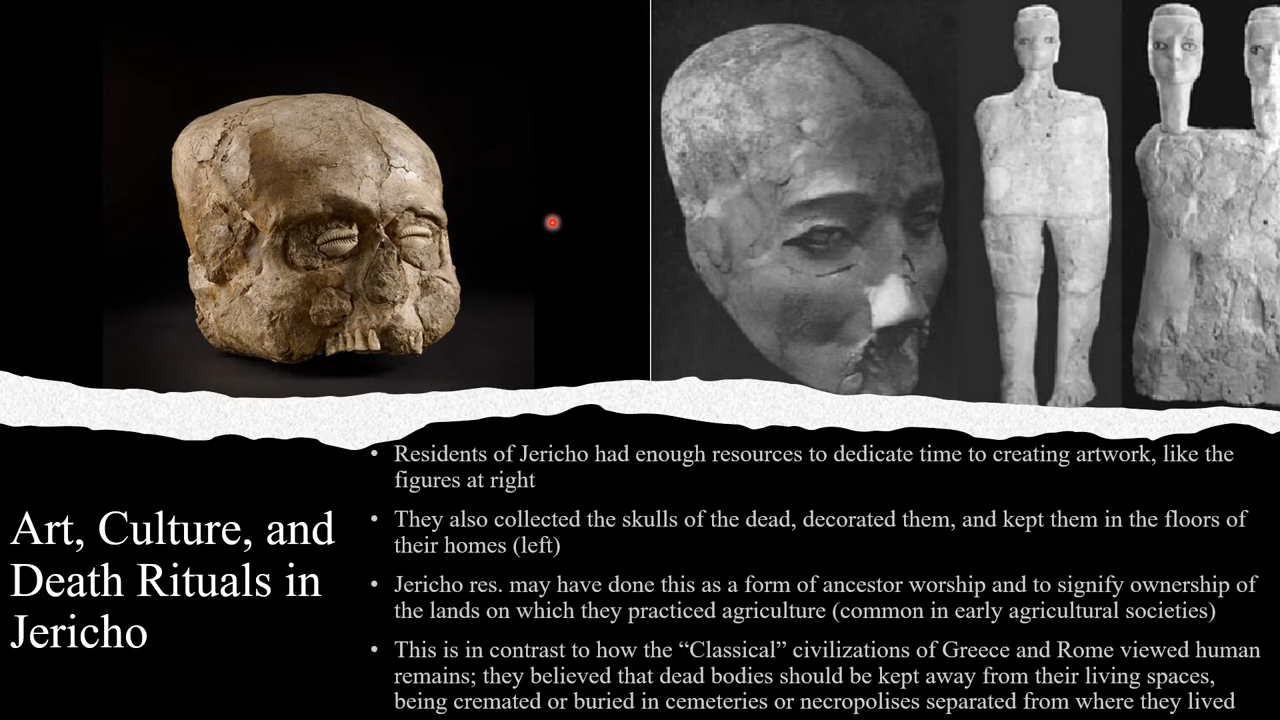 Art, Culture, and
Death Rituals in
Jericho
• Residents of Jericho had enough resources to dedicate time to creating artwork, like the
figures at right
• They also collected the skulls of the dead, decorated them, and kept them in the floors of
their homes (left)
• Jericho res. may have done this as a form of ancestor worship and to signify ownership of
the lands on which they practiced agriculture (common in early agricultural societies)
• This is in contrast to how the “Classical” civilizations of Greece and Rome viewed human
remains; they believed that dead bodies should be kept away from their living spaces,
being cremated or buried in cemeteries or necropolises separated from where they lived